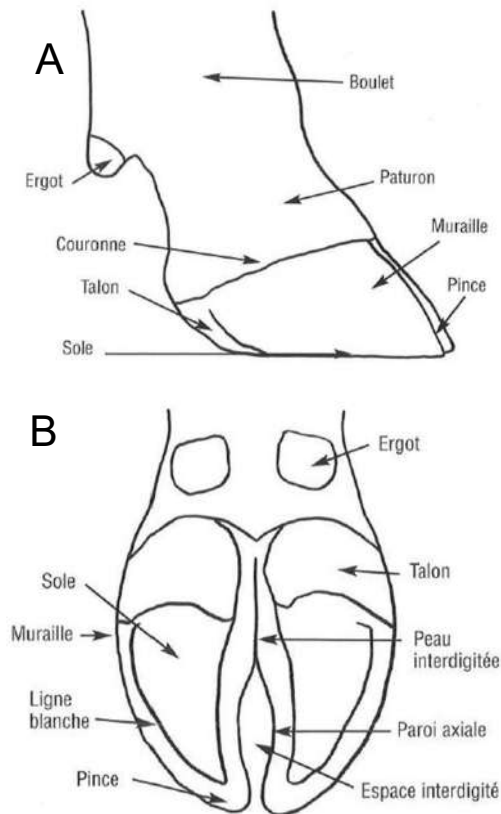 A
Boulet
Ergot
Paturon
Couronne
Muraille
Talon
Pince
Sole
B
Ergot
Sole
Talon
Muraille
Peau
interdigitée
Ligne
blanche
Paroi axiale
Pince
Espace interdigité